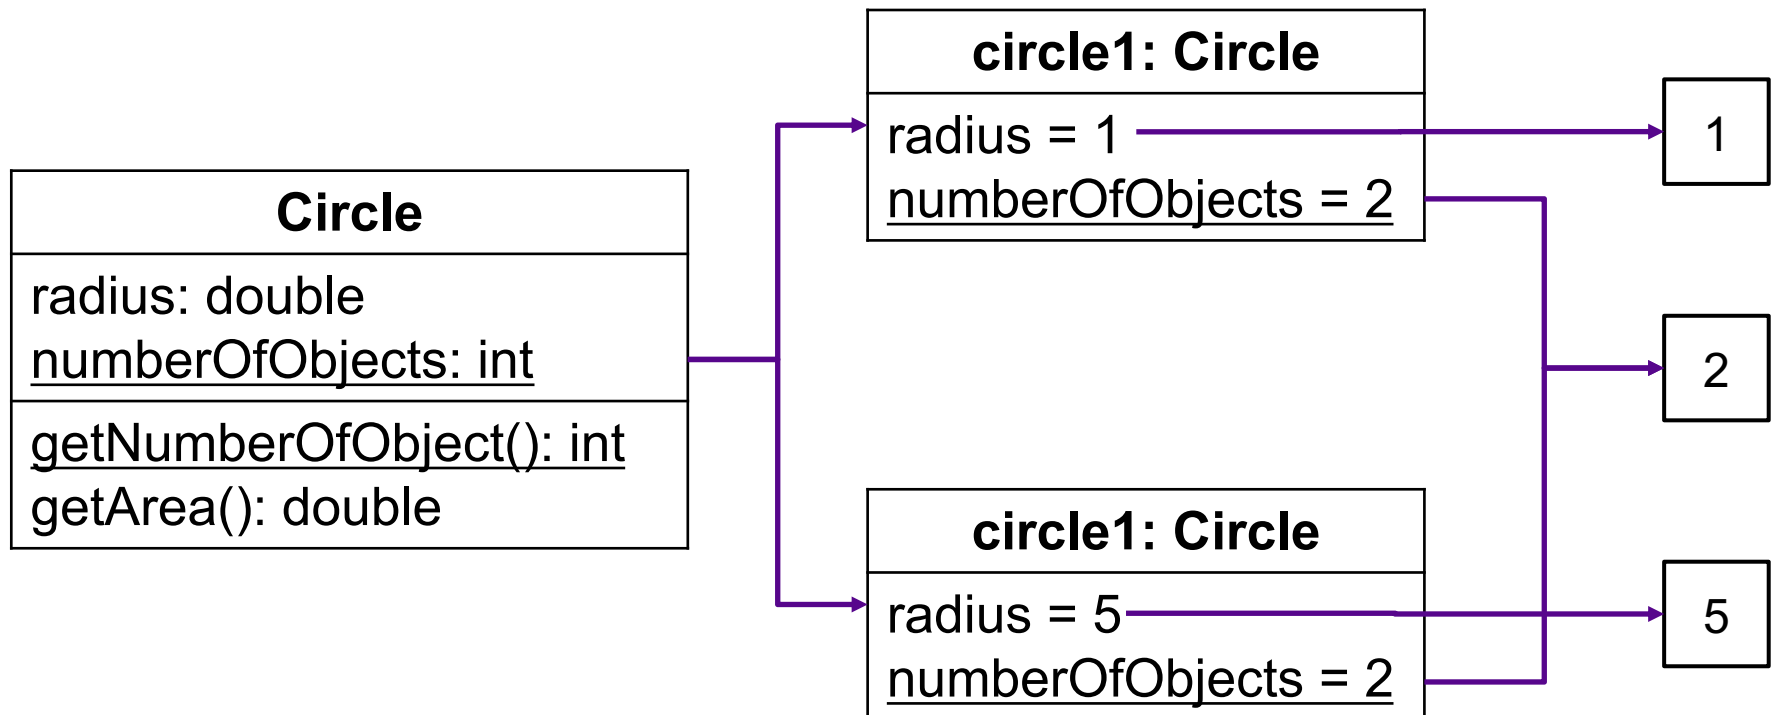 Circle
radius: double
numberOfObjects: int
getNumberOfObject(): int
getArea(): double
circle1: Circle
radius = 1
numberOfObjects = 2
circle1: Circle
radius = 5
numberOfObjects = 2
1
2
5